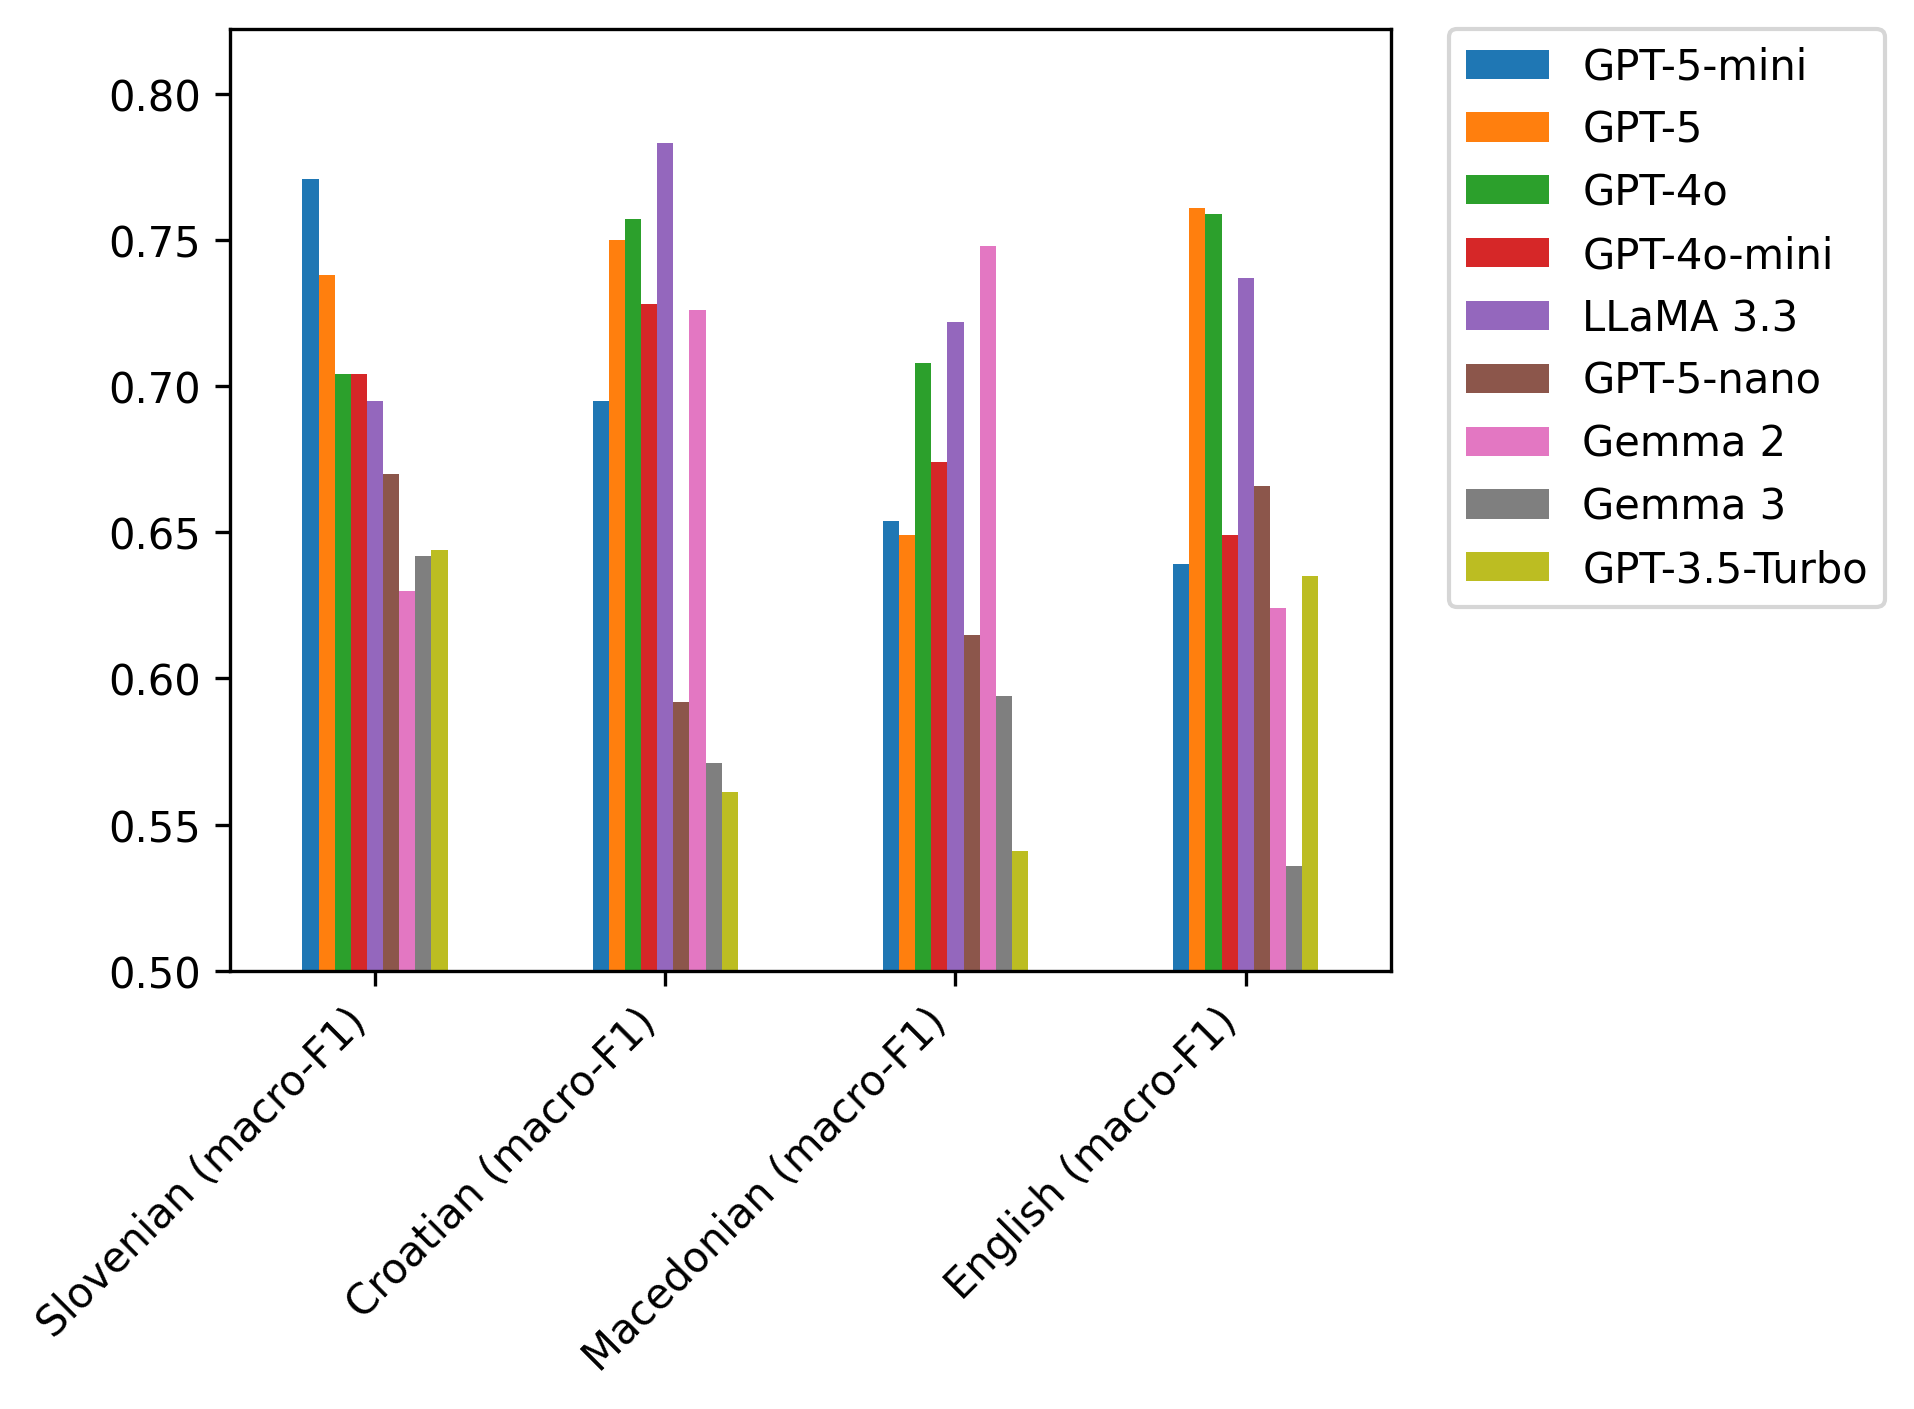 0.80
0.75
0.70
0.65
0.60
0.55
0.50
Slovenian (macro-F1)
Croatian (macro-F1)
Macedonian (macro-F1)
English (macro-F1)
GPT-5-mini
GPT-5
GPT-4o
GPT-4o-mini
LLaMA 3.3
GPT-5-nano
Gemma 2
Gemma 3
GPT-3.5-Turbo